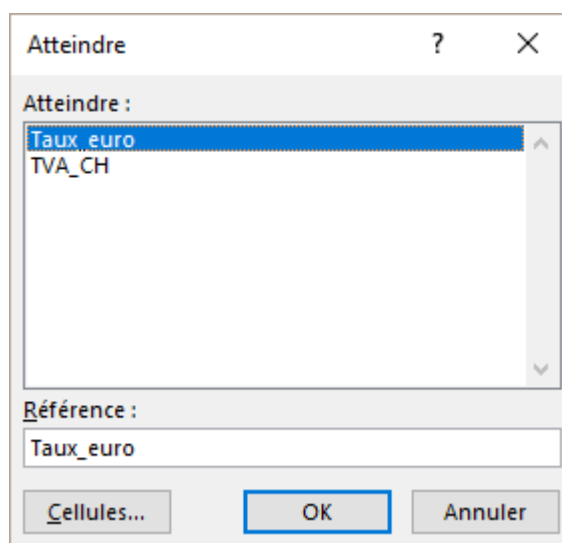 Atteindre ?
Atteindre :
Taux_euro
TVA_CH
Référence :
Taux_euro
Cellules... OK Annuler